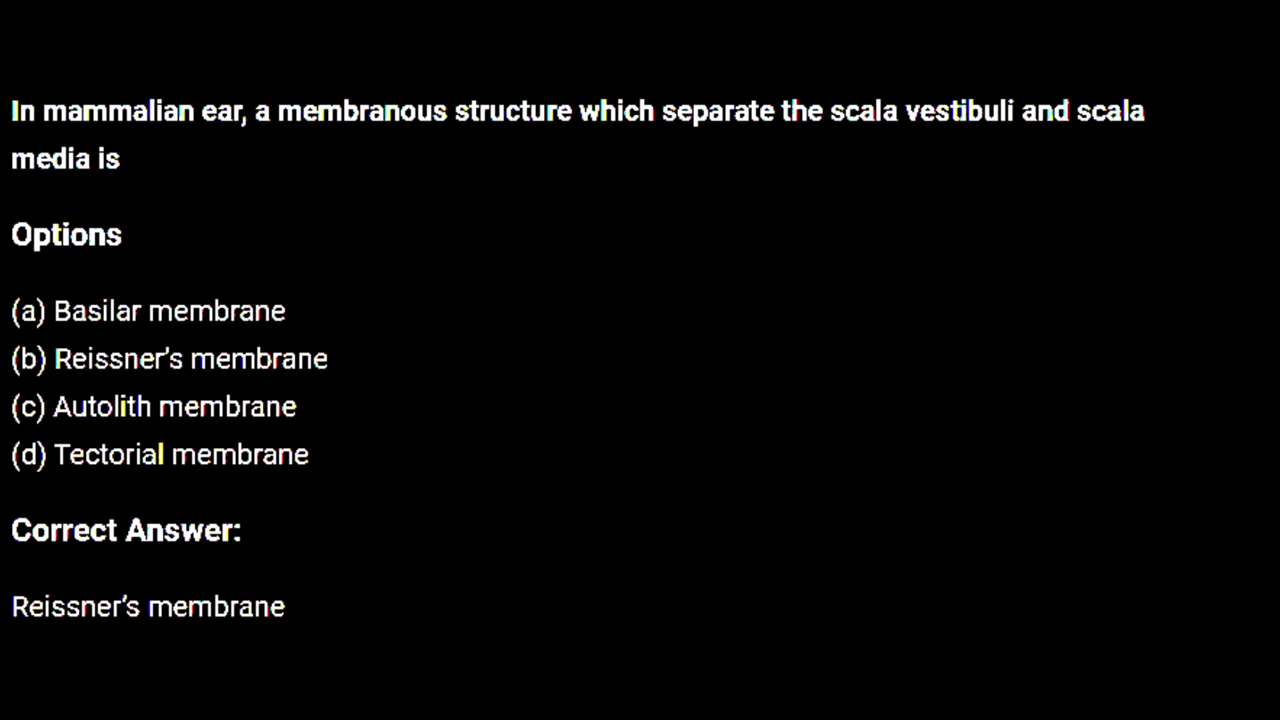 In mammalian ear, a membranous structure which separate the scala vestibuli and scala
media is
Options
(a) Basilar membrane
(b) Reissner’s membrane
(c) Autolith membrane
(d) Tectorial membrane
Correct Answer:
Reissner’s membrane